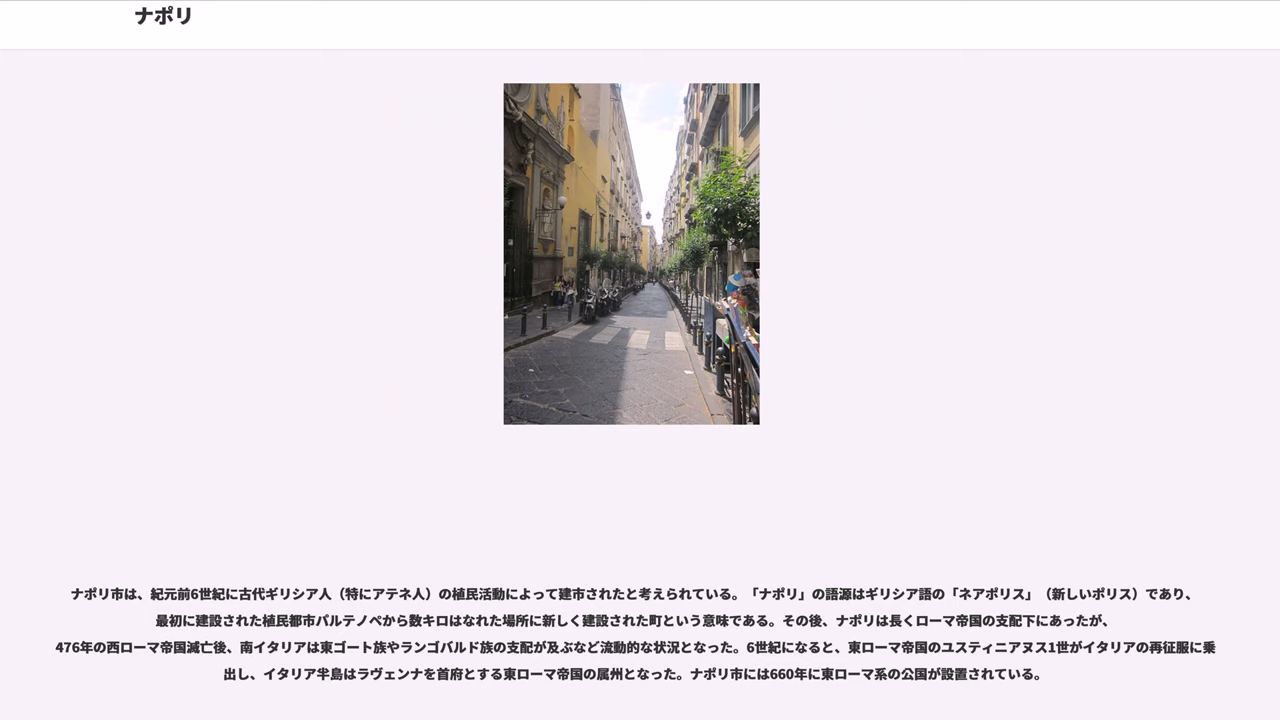 ナポリ
ナポリ市は、紀元前6世紀に古代ギリシア人（特にアテネ人）の植民活動によって建市されたと考えられている。「ナポリ」の語源はギリシア語の「ネアポリス」（新しいポリス）であり、
最初に建設された植民都市パルテノペから数キロはなれた場所に新しく建設された町という意味である。その後、ナポリは長くローマ帝国の支配下にあったが、
476年の西ローマ帝国滅亡後、南イタリアは東ゴート族やランゴバルド族の支配が及ぶなど流動的な状況となった。6世紀になると、東ローマ帝国のユスティニアヌス1世がイタリアの再征服に乗
出し、イタリア半島はラヴェンナを首府とする東ローマ帝国の属州となった。ナポリ市には660年に東ローマ系の公国が設置されている。